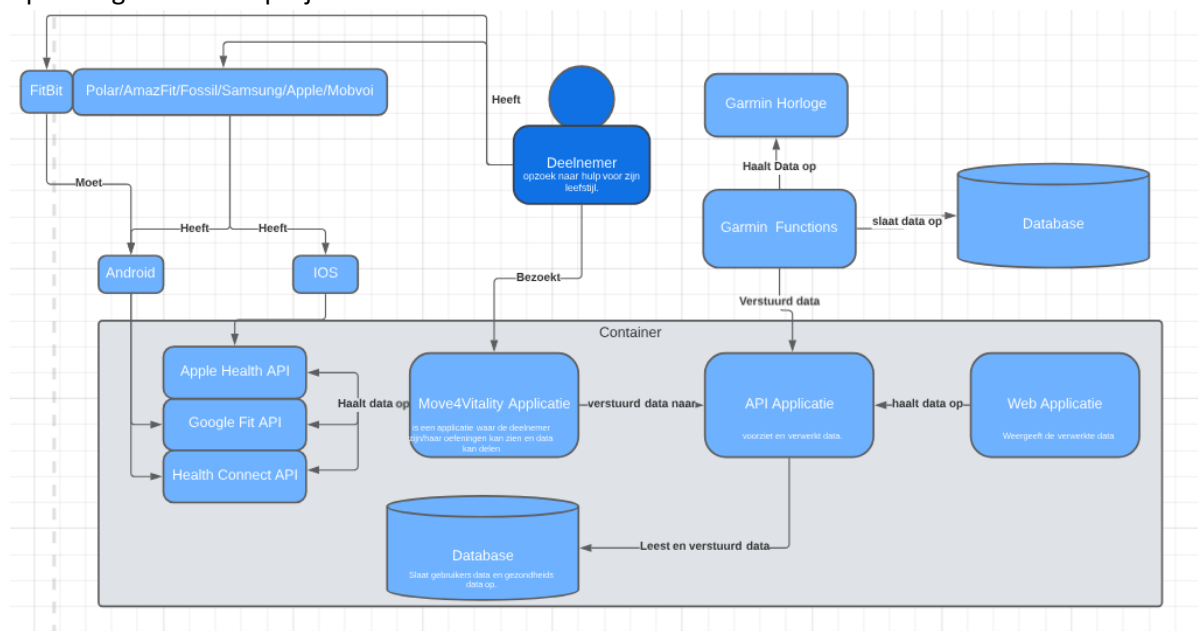 FitBit
Polar/AmazFit/Fossil/Samsung/Apple/Mobvoi
Heeft
Garmin Horloge
Deelnemer
opzoek naar hulp voor zijn
leefstijl.
Haalt Data op
Moet
Garmin Functions
slaat data op
Database
Heeft
Heeft
Android
IOS
Bezoekt
Verstuurd data
Container
Apple Health API
Google Fit API
Health Connect API
Haalt data op
Move4Vitality Applicatie
is een applicatie waar de deelnemer
zijn/haar oefeningen kan zien en data
kan delen
verstuurd data naar
API Applicatie
voorziet en verwerkt data.
haalt data op
Web Applicatie
Weergeeft de verwerkte data
Database
Slaat gebruikers data en gezondheids
data op.
Leest en verstuurd data